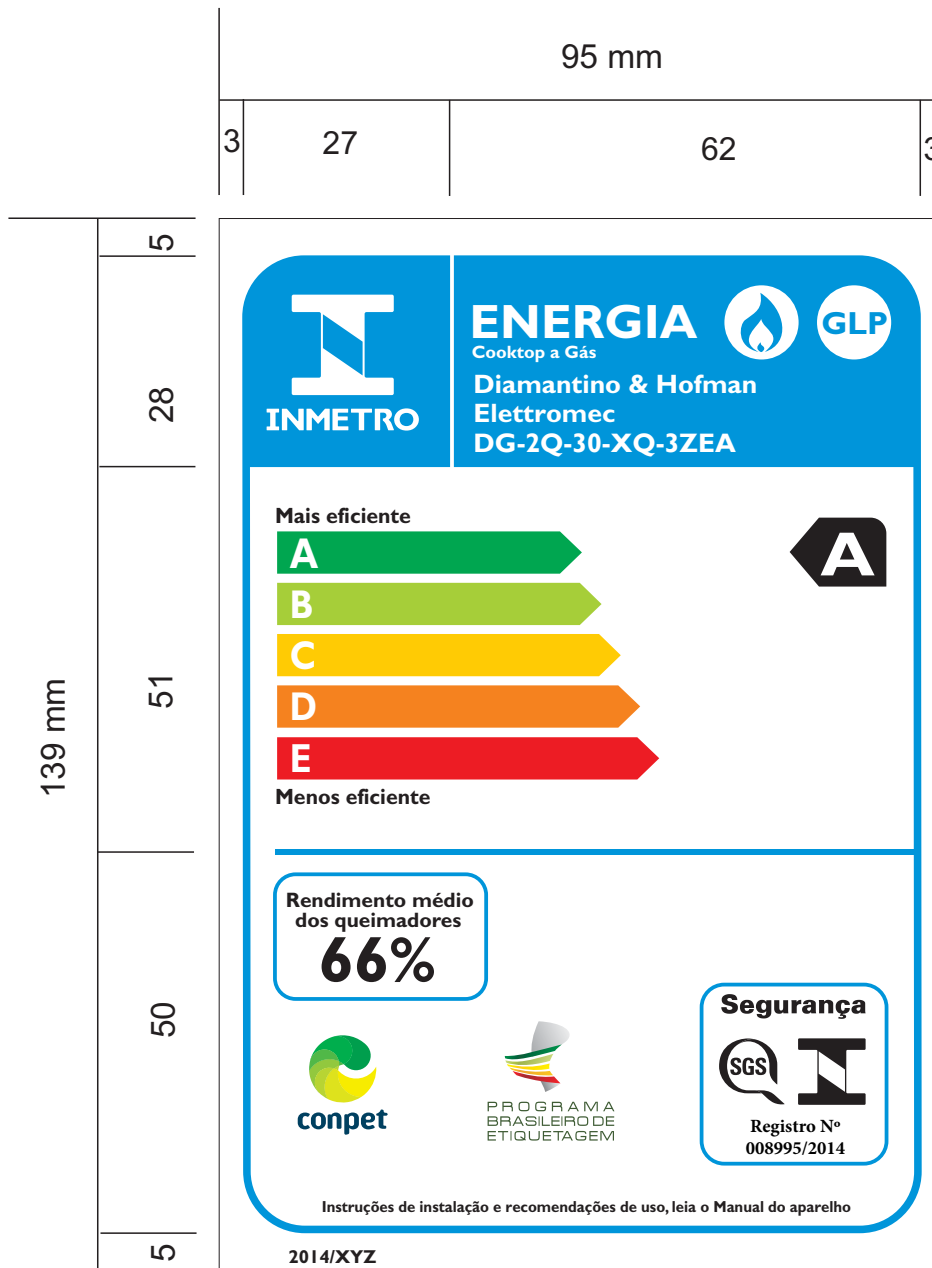 95 mm
3
27
62
3
5
28
51
139 mm
50
5
INMETRO
ENERGIA
GLP
Cooktop a Gás
Diamantino & Hofman
Elettromec
DG-2Q-30-XQ-3ZEA
Mais eficiente
A
A
B
C
D
E
Menos eficiente
Rendimento médio
dos queimadores
66%
conpet
PROGRAMA
BRASILEIRO DE
ETIQUETAGEM
Segurança
SGS
Registro Nº
008995/2014
Instruções de instalação e recomendações de uso, leia o Manual do aparelho
2014/XYZ